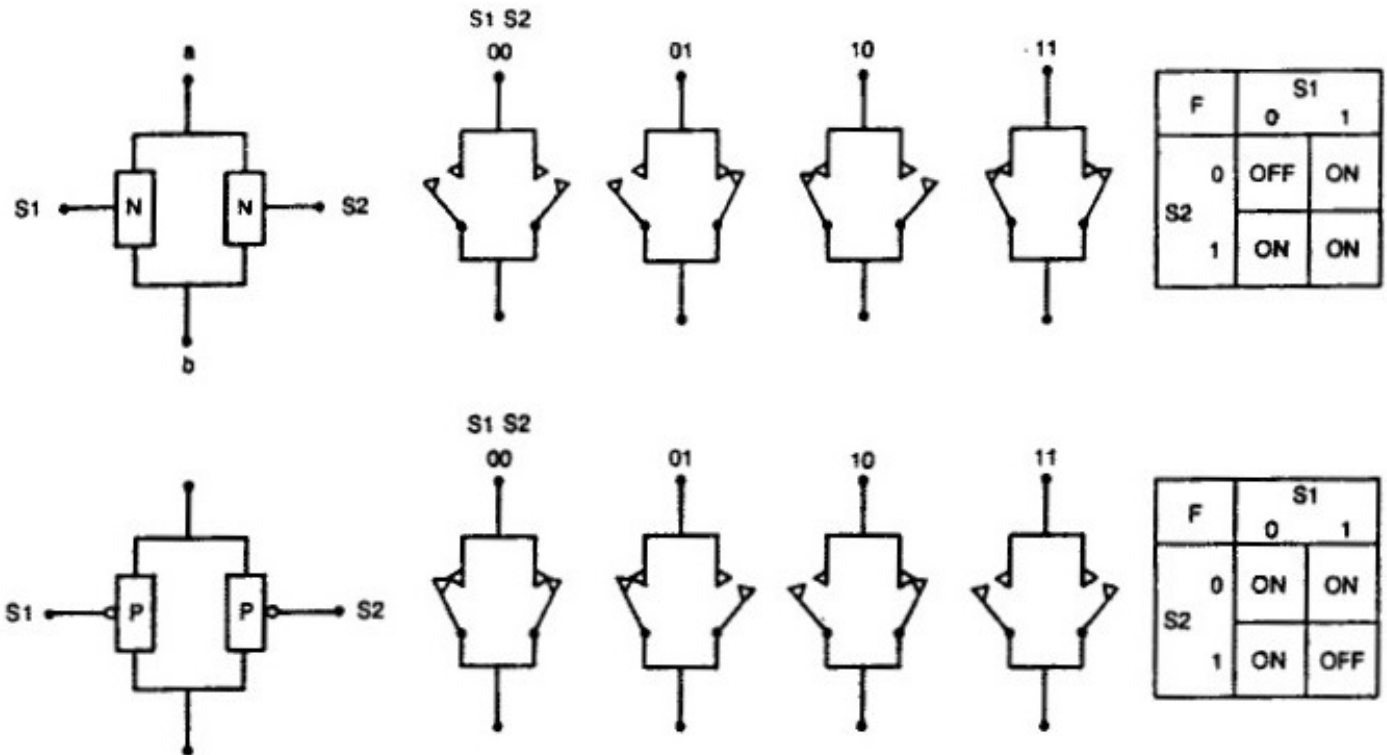 S1 S2
a 00 01 10 11
F S1
0 1
S1 N N S2
S2 0 OFF ON
1 ON ON
b
S1 S2
00 01 10 11
F S1
0 1
S1 P P S2
S2 0 ON ON
1 ON OFF